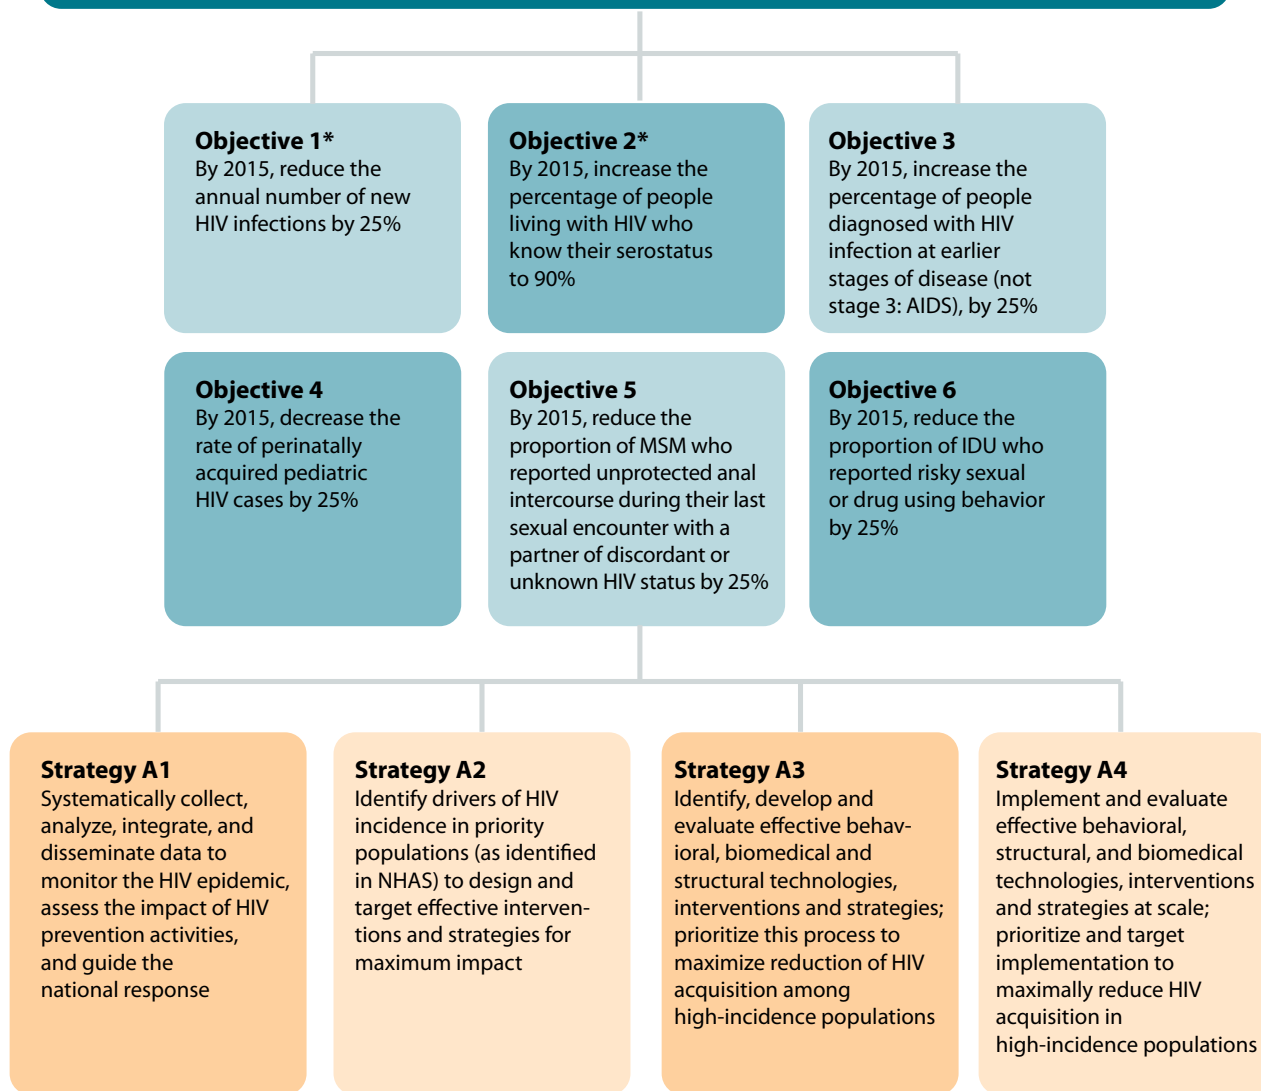 Objective 1*
By 2015, reduce the
annual number of new
HIV infections by 25%
Objective 2*
By 2015, increase the
percentage of people
living with HIV who
know their serostatus
to 90%
Objective 3
By 2015, increase the
percentage of people
diagnosed with HIV
infection at earlier
stages of disease (not
stage 3: AIDS), by 25%
Objective 4
By 2015, decrease the
rate of perinatally
acquired pediatric
HIV cases by 25%
Objective 5
By 2015, reduce the
proportion of MSM who
reported unprotected anal
intercourse during their last
sexual encounter with a
partner of discordant or
unknown HIV status by 25%
Objective 6
By 2015, reduce the
proportion of IDU who
reported risky sexual
or drug using behavior
by 25%
Strategy A1
Systematically collect,
analyze, integrate, and
disseminate data to
monitor the HIV epidemic,
assess the impact of HIV
prevention activities,
and guide the
national response
Strategy A2
Identify drivers of HIV
incidence in priority
populations (as identified
in NHAS) to design and
target effective interven-
tions and strategies for
maximum impact
Strategy A3
Identify, develop and
evaluate effective behav-
ioral, biomedical and
structural technologies,
interventions and strategies;
prioritize this process to
maximize reduction of HIV
acquisition among
high-incidence populations
Strategy A4
Implement and evaluate
effective behavioral,
structural, and biomedical
technologies, interventions
and strategies at scale;
prioritize and target
implementation to
maximally reduce HIV
acquisition in
high-incidence populations